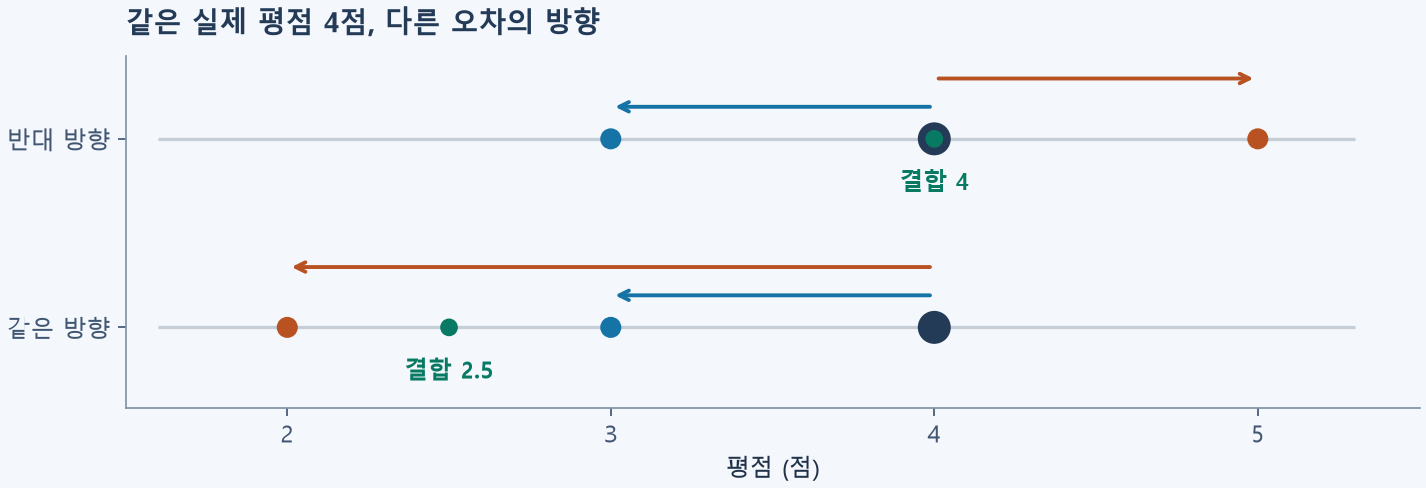 같은 실제 평점 4점, 다른 오차의 방향
반대 방향
결합 4
같은 방향
결합 2.5
2 3 4 5
평점 (점)